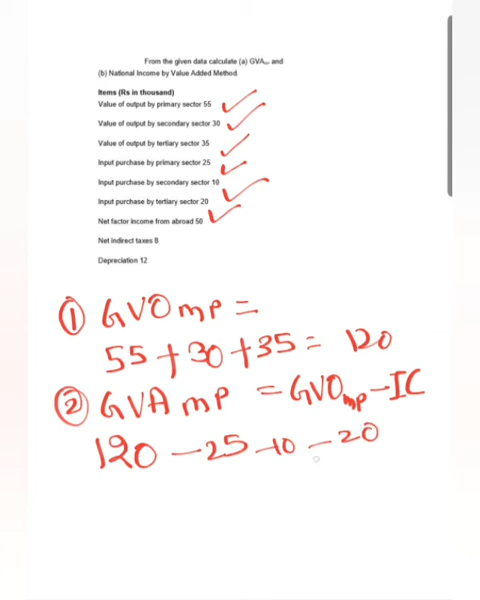 From the given data calculate (a) GVAₘₚ and
(b) National Income by Value Added Method.
Items (Rs in thousand)
Value of output by primary sector 55
Value of output by secondary sector 30
Value of output by tertiary sector 35
Input purchase by primary sector 25
Input purchase by secondary sector 10
Input purchase by tertiary sector 20
Net factor income from abroad 50
Net indirect taxes 8
Depreciation 12
① GVOmp =
55+30+35= 120
② GVAmp = GVOmp-IC
120 -25-10-20